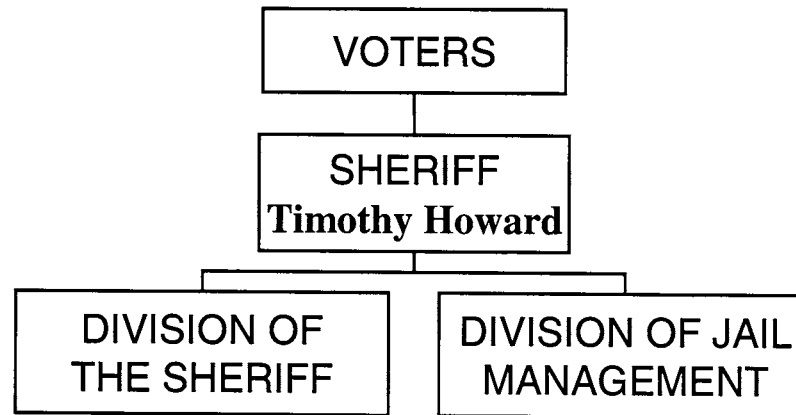 VOTERS
SHERIFF
Timothy Howard
DIVISION OF
THE SHERIFF
DIVISION OF JAIL
MANAGEMENT